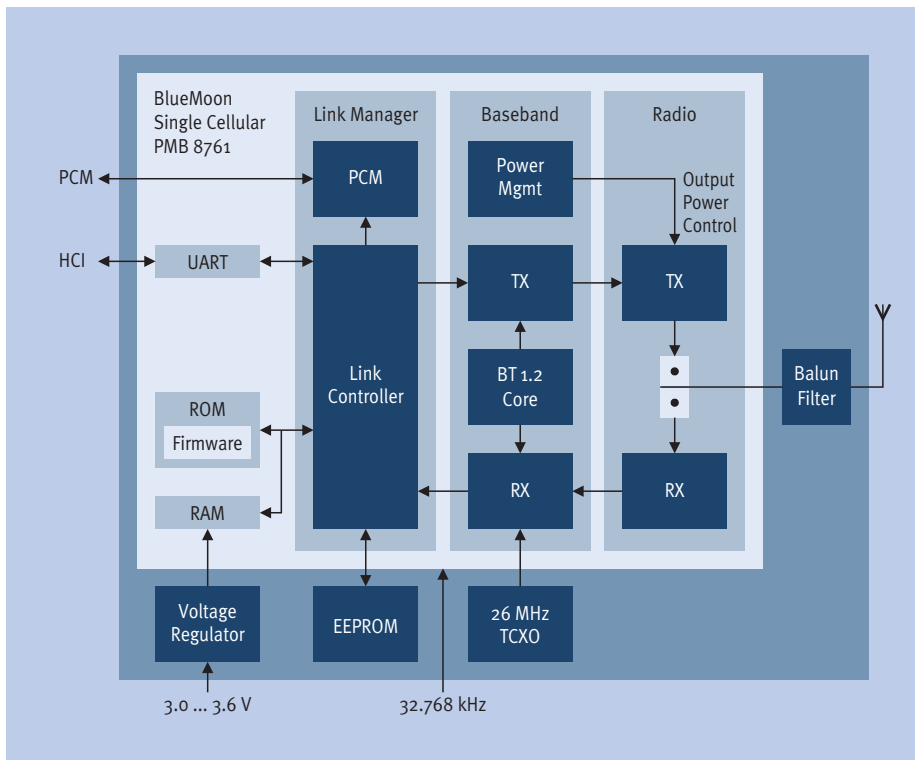 BlueMoon
Single Cellular
PMB 8761
Link Manager
Baseband
Radio
PCM
PCM
Power
Mgmt
Output
Power
Control
HCI
UART
TX
TX
Link
Controller
BT 1.2
Core
Balun
Filter
ROM
Firmware
RAM
RX
RX
Voltage
Regulator
EEPROM
26 MHz
TCXO
3.0 ... 3.6 V
32.768 kHz